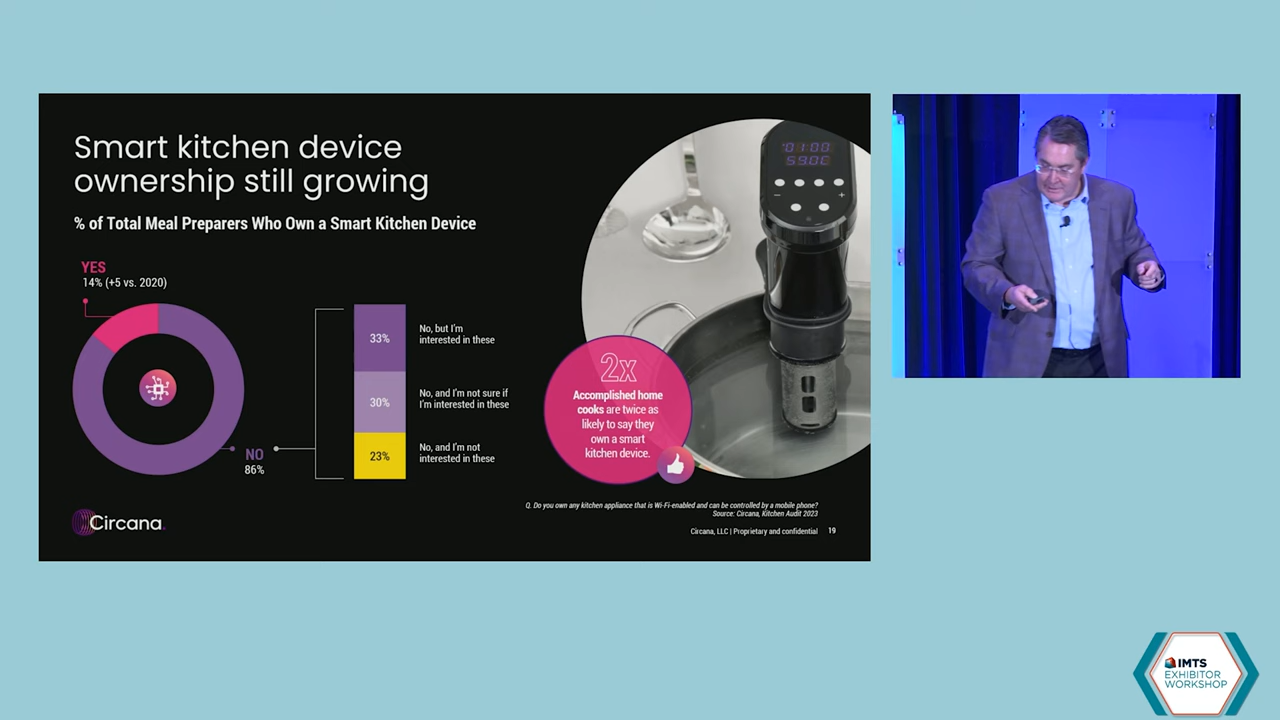 Smart kitchen device
ownership still growing
% of Total Meal Preparers Who Own a Smart Kitchen Device
YES
14% (+5 vs. 2020)
NO
86%
33%
No, but I'm
interested in these
30%
No, and I'm not sure if
I'm interested in these
23%
No, and I'm not
interested in these
01:00
59.0C
− +
2x
Accomplished home
cooks are twice as
likely to say they
own a smart
kitchen device.
Q. Do you own any kitchen appliance that is Wi-Fi-enabled and can be controlled by a mobile phone?
Source: Circana, Kitchen Audit 2023
Circana.
Circana, LLC | Proprietary and confidential 19
IMTS
EXHIBITOR
WORKSHOP